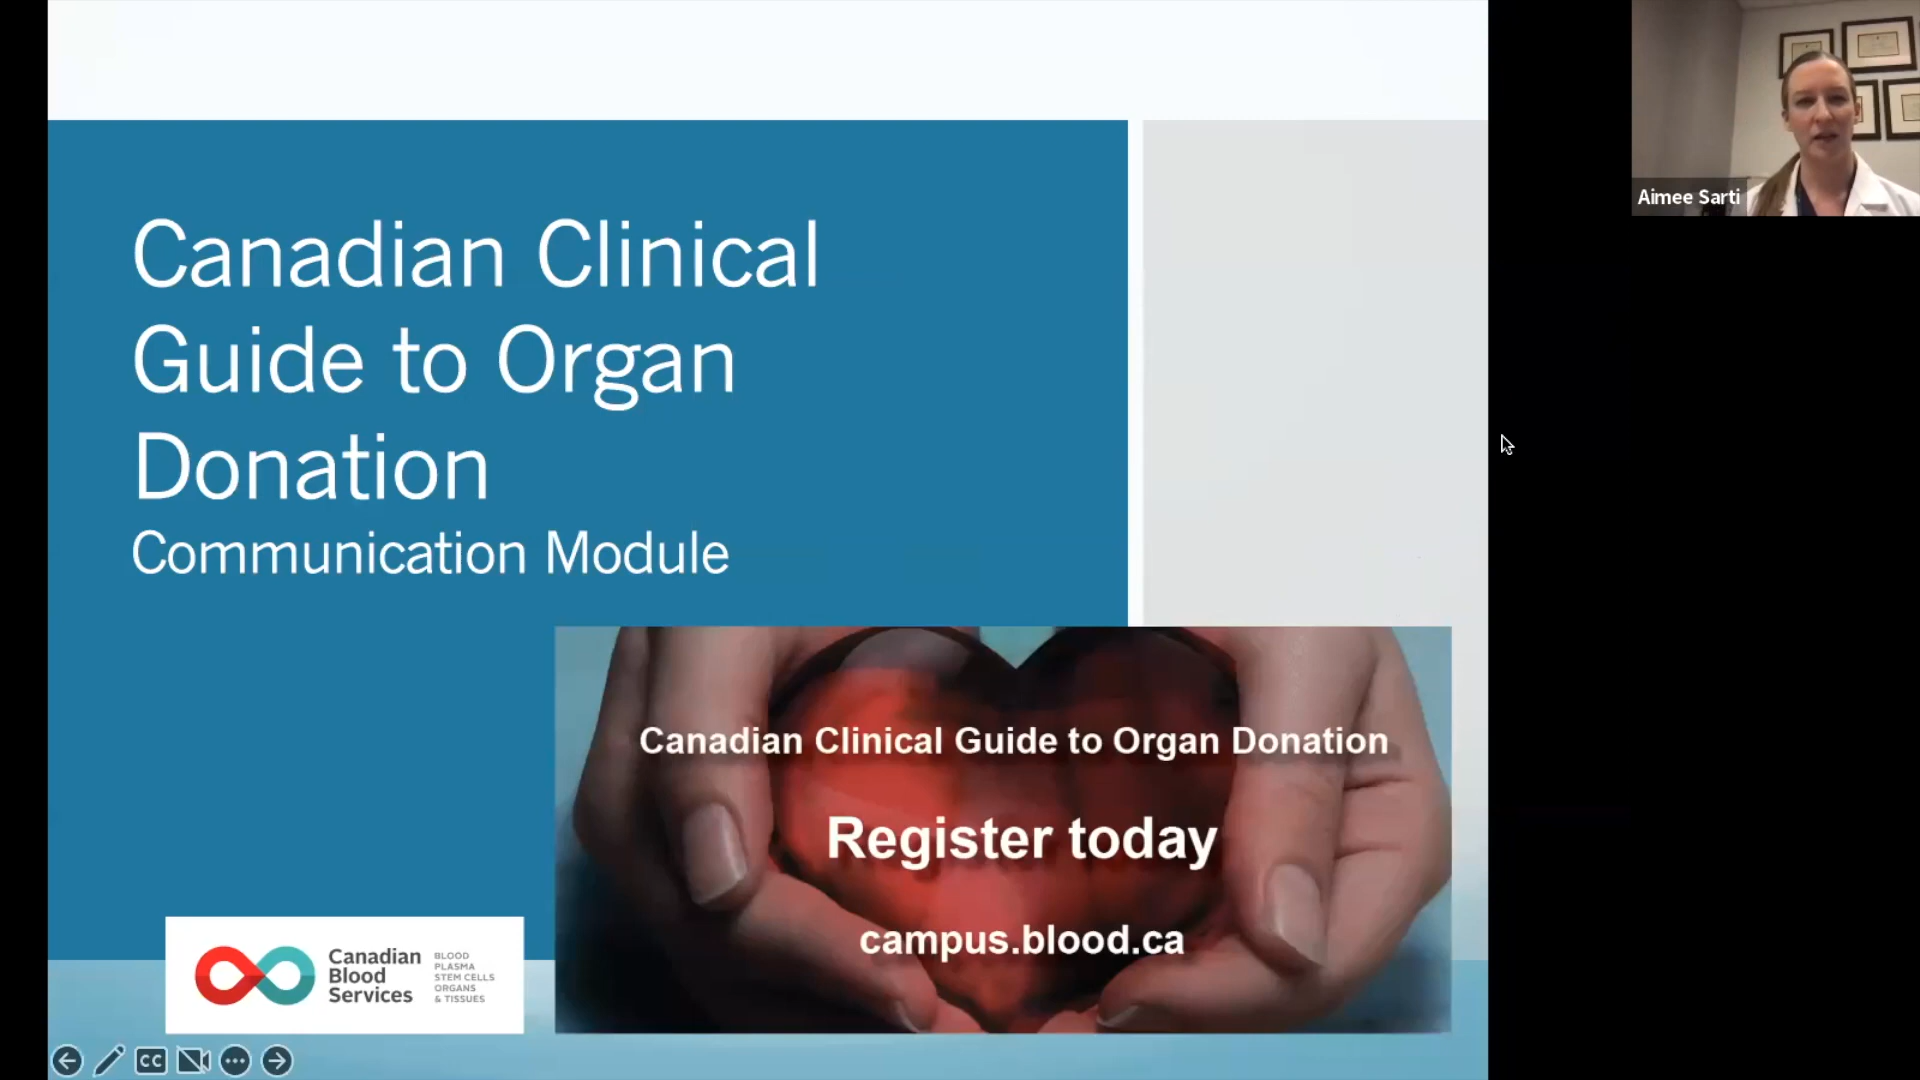 Canadian Clinical
Guide to Organ
Donation
Communication Module
Canadian Clinical Guide to Organ Donation
Register today
campus.blood.ca
Canadian
Blood
Services
BLOOD
PLASMA
STEM CELLS
ORGANS
& TISSUES
CC
Aimee Sarti